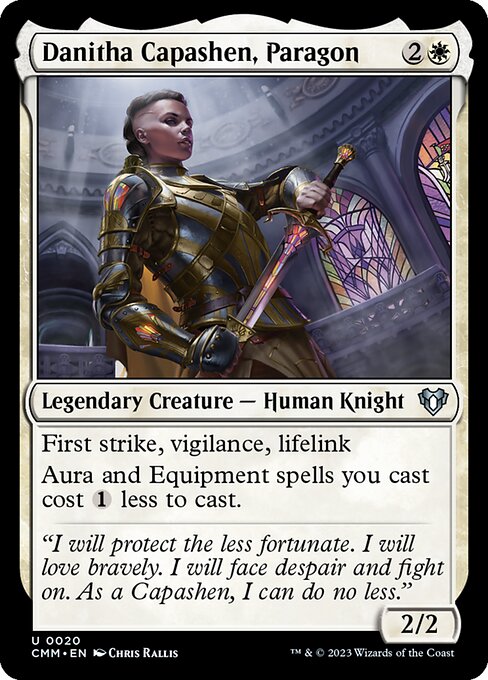 Danitha Capashen, Paragon 2
Legendary Creature — Human Knight
First strike, vigilance, lifelink
Aura and Equipment spells you cast
cost 1 less to cast.
“I will protect the less fortunate. I will
love bravely. I will face despair and fight
on. As a Capashen, I can do no less.”
2/2
U 0020
CMM • EN Chris Rallis ™ & © 2023 Wizards of the Coast